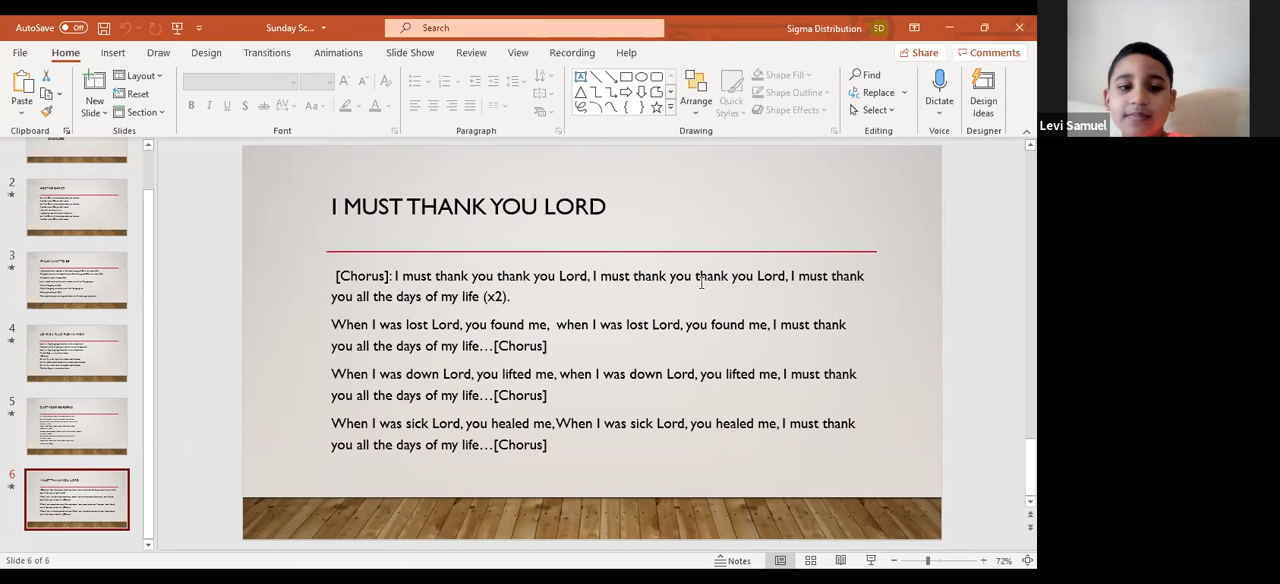 AutoSave Off Sunday Sc... Search Sigma Distribution SD
File Home Insert Draw Design Transitions Animations Slide Show Review View Recording Help Share Comments
Paste New Slide Layout Reset Section Arrange Quick Styles Shape Fill Shape Outline Shape Effects Find Replace Select Dictate Design Ideas
Clipboard Slides Font Paragraph Drawing Editing Voice Designer
Levi Samuel
2
3
4
5
6
I MUST THANK YOU LORD
[Chorus]: I must thank you thank you Lord, I must thank you thank you Lord, I must thank
you all the days of my life (x2).
When I was lost Lord, you found me, when I was lost Lord, you found me, I must thank
you all the days of my life...[Chorus]
When I was down Lord, you lifted me, when I was down Lord, you lifted me, I must thank
you all the days of my life...[Chorus]
When I was sick Lord, you healed me, When I was sick Lord, you healed me, I must thank
you all the days of my life...[Chorus]
Slide 6 of 6 Notes 72%